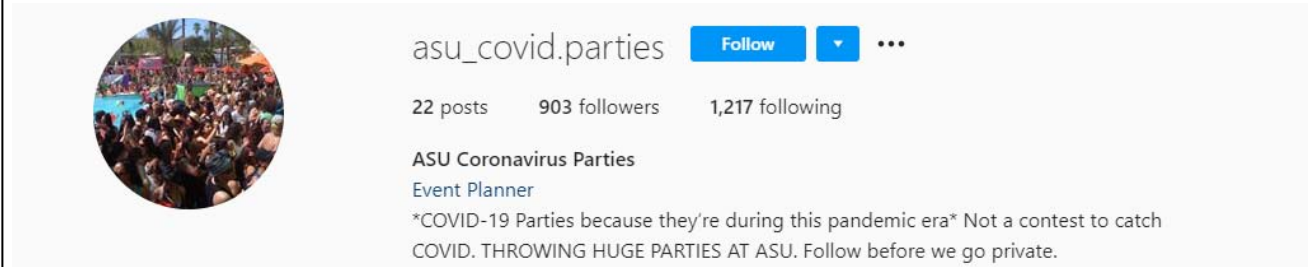 asu_covid.parties Follow
22 posts 903 followers 1,217 following
ASU Coronavirus Parties
Event Planner
*COVID-19 Parties because they're during this pandemic era* Not a contest to catch
COVID. THROWING HUGE PARTIES AT ASU. Follow before we go private.